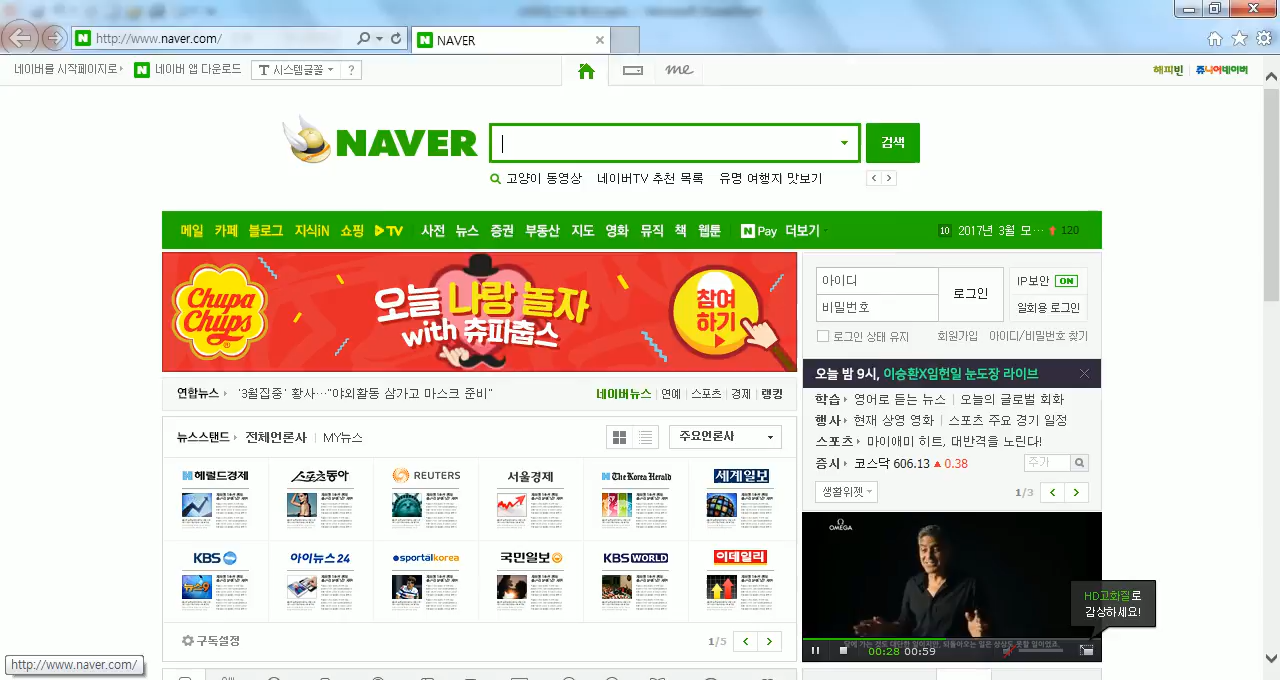 http://www.naver.com/
NAVER
네이버를 시작페이지로
네이버 앱 다운로드
시스템글꼴
?
me
해피빈
쥬니어네이버
NAVER
검색
고양이 동영상 네이버TV 추천 목록 유명 여행지 맛보기
메일 카페 블로그 지식iN 쇼핑 TV 사전 뉴스 증권 부동산 지도 영화 뮤직 책 웹툰 N Pay 더보기
10 2017년 3월 모… 120
Chupa Chups
오늘 나랑 놀자
with 츄파춥스
참여
하기
아이디
비밀번호
로그인
IP보안 ON
일회용 로그인
로그인 상태 유지
회원가입 아이디/비밀번호 찾기
연합뉴스 '3월집중' 황사…"야외활동 삼가고 마스크 준비"
네이버뉴스 연예 스포츠 경제 랭킹
오늘 밤 9시, 이승환X임헌일 눈도장 라이브
학습 영어로 듣는 뉴스 오늘의 글로벌 회화
행사 현재 상영 영화 스포츠 주요 경기 일정
스포츠 마이애미 히트, 대반격을 노린다!
증시 코스닥 606.13 ▲ 0.38
주가
생활위젯
1/3
뉴스스탠드 전체언론사 MY뉴스
주요언론사
헤럴드경제 스포츠동아 REUTERS 서울경제 The Korea Herald 세계일보
KBS 아이뉴스24 sportalkorea 국민일보 KBS WORLD 이데일리
구독설정
1/5
OMEGA
HD고화질로
감상하세요!
00:28 00:59
http://www.naver.com/